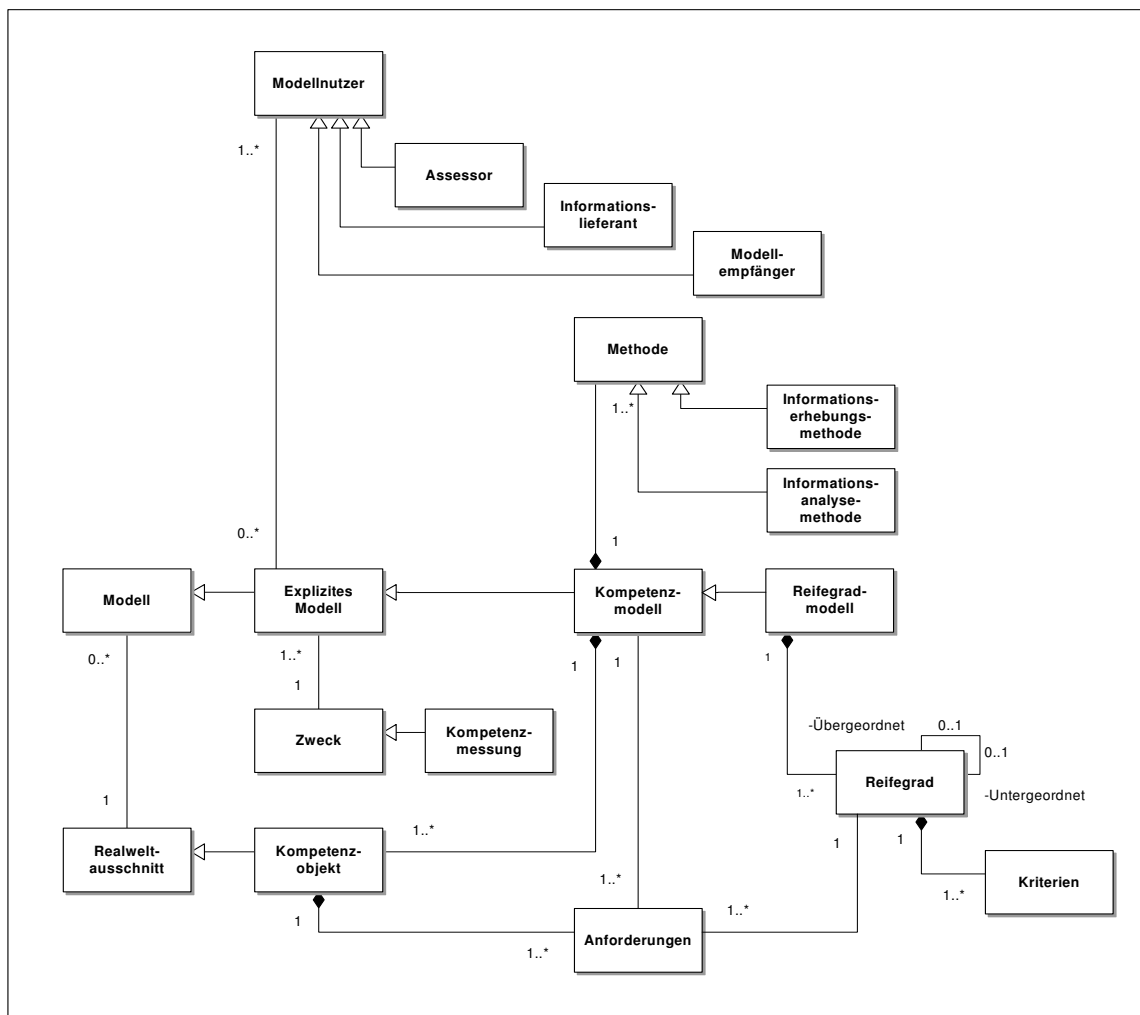 Modellnutzer
1..*
Assessor
Informations-
lieferant
Modell-
empfänger
Methode
1..*
Informations-
erhebungs-
methode
Informations-
analyse-
methode
0..*
1
Modell
Explizites
Modell
Kompetenz-
modell
Reifegrad-
modell
0..*
1..*
1
1
1
1
Zweck
Kompetenz-
messung
-Übergeordnet
0..1
0..1
Reifegrad
-Untergeordnet
1
1..*
1..*
1
1
Realwelt-
ausschnitt
Kompetenz-
objekt
1..*
1..*
Kriterien
1
1..*
1..*
Anforderungen